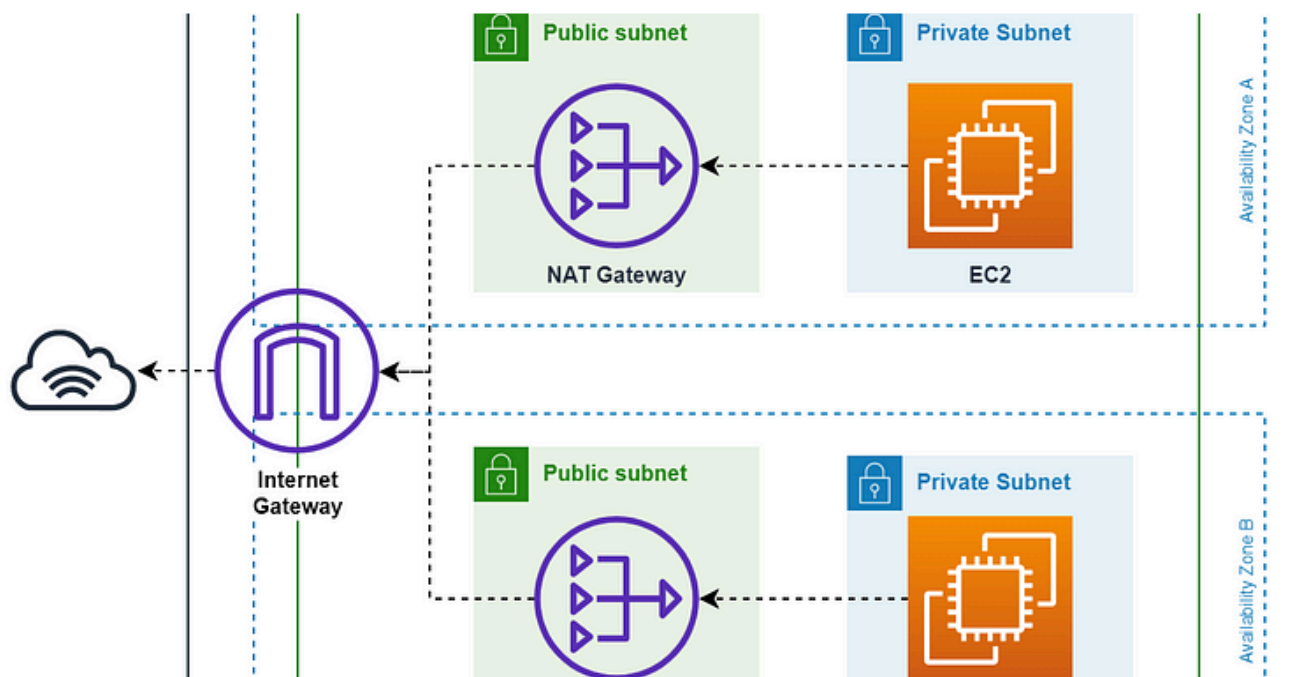 Public subnet
Private Subnet
Availability Zone A
NAT Gateway
EC2
Internet
Gateway
Public subnet
Private Subnet
Availability Zone B